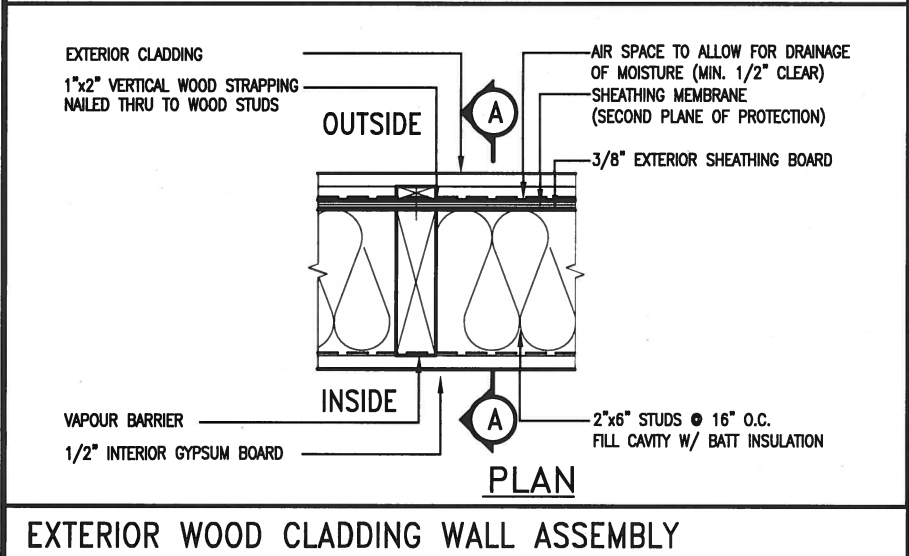 EXTERIOR CLADDING
1"x2" VERTICAL WOOD STRAPPING
NAILED THRU TO WOOD STUDS
OUTSIDE
A
AIR SPACE TO ALLOW FOR DRAINAGE
OF MOISTURE (MIN. 1/2" CLEAR)
SHEATHING MEMBRANE
(SECOND PLANE OF PROTECTION)
3/8" EXTERIOR SHEATHING BOARD
VAPOUR BARRIER
1/2" INTERIOR GYPSUM BOARD
INSIDE
A
2"x6" STUDS @ 16" O.C.
FILL CAVITY W/ BATT INSULATION
PLAN
EXTERIOR WOOD CLADDING WALL ASSEMBLY